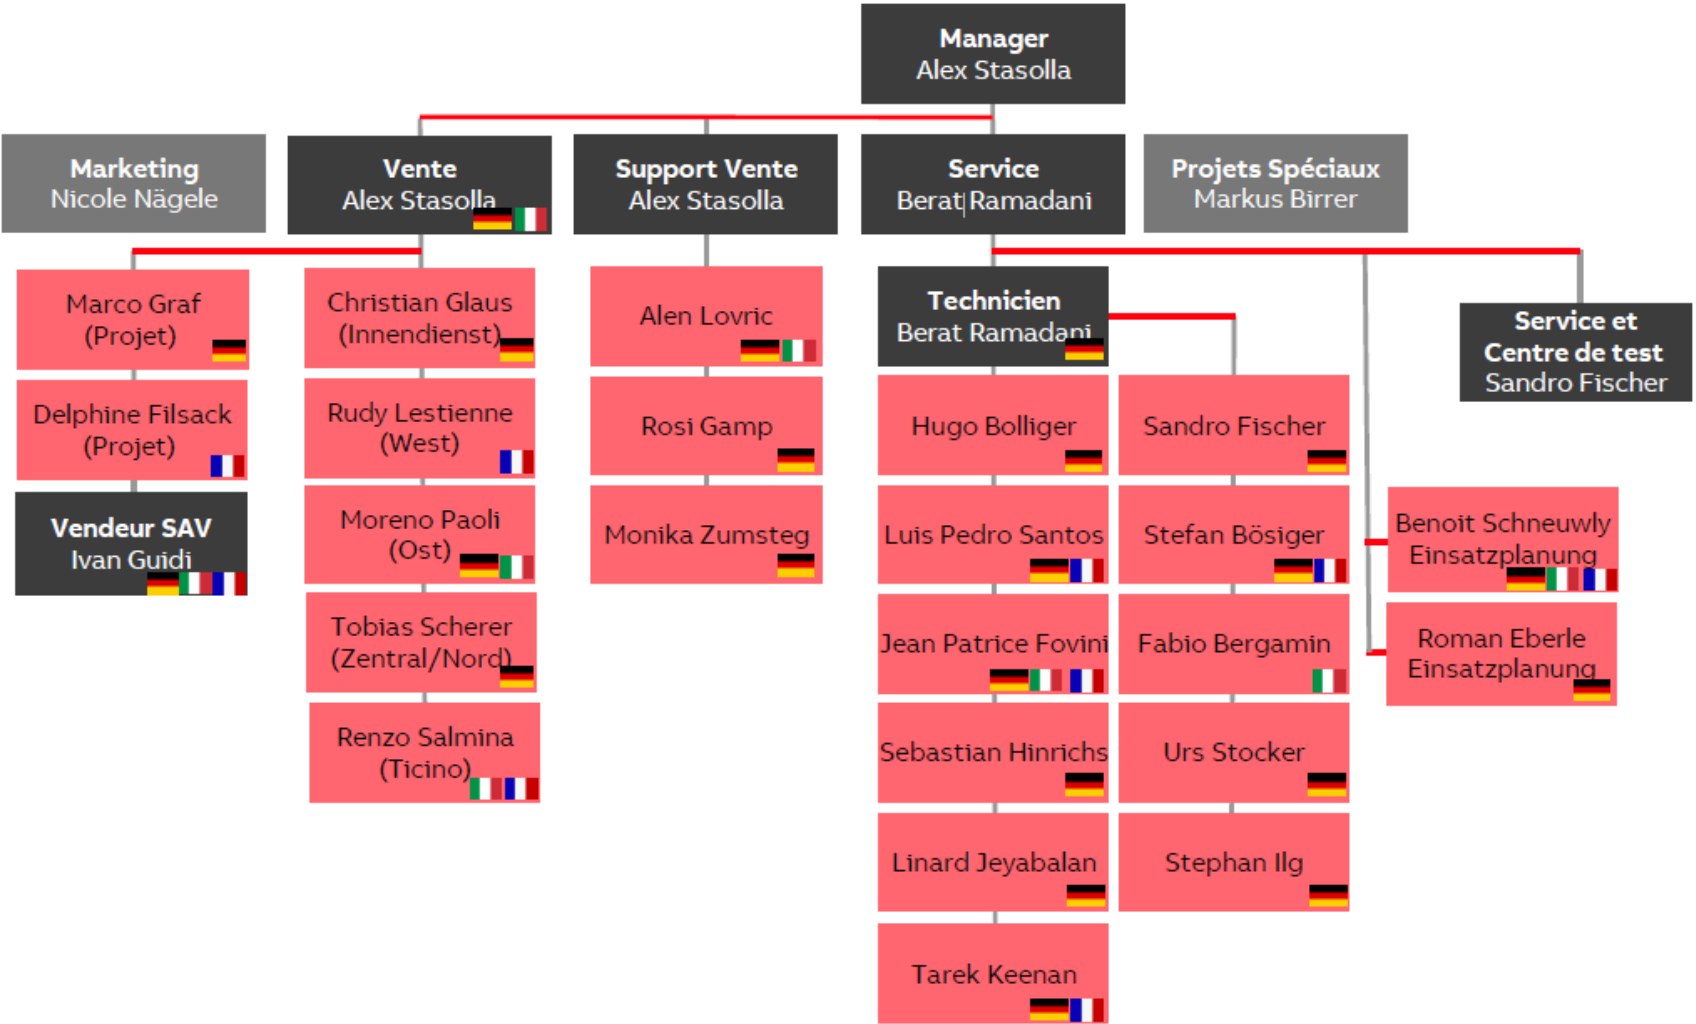 Manager
Alex Stasolla
Marketing
Nicole Nägele
Vente
Alex Stasolla
Support Vente
Alex Stasolla
Service
Berat Ramadani
Projets Spéciaux
Markus Birrer
Marco Graf
(Projet)
Delphine Filsack
(Projet)
Vendeur SAV
Ivan Guidi
Christian Glaus
(Innendienst)
Rudy Lestienne
(West)
Moreno Paoli
(Ost)
Tobias Scherer
(Zentral/Nord)
Renzo Salmina
(Ticino)
Alen Lovric
Rosi Gamp
Monika Zumsteg
Technicien
Berat Ramadani
Hugo Bolliger
Luis Pedro Santos
Jean Patrice Fovini
Sebastian Hinrichs
Linard Jeyabalan
Tarek Keenan
Sandro Fischer
Stefan Bösiger
Fabio Bergamin
Urs Stocker
Stephan Ilg
Benoit Schneuwly
Einsatzplanung
Roman Eberle
Einsatzplanung
Service et
Centre de test
Sandro Fischer